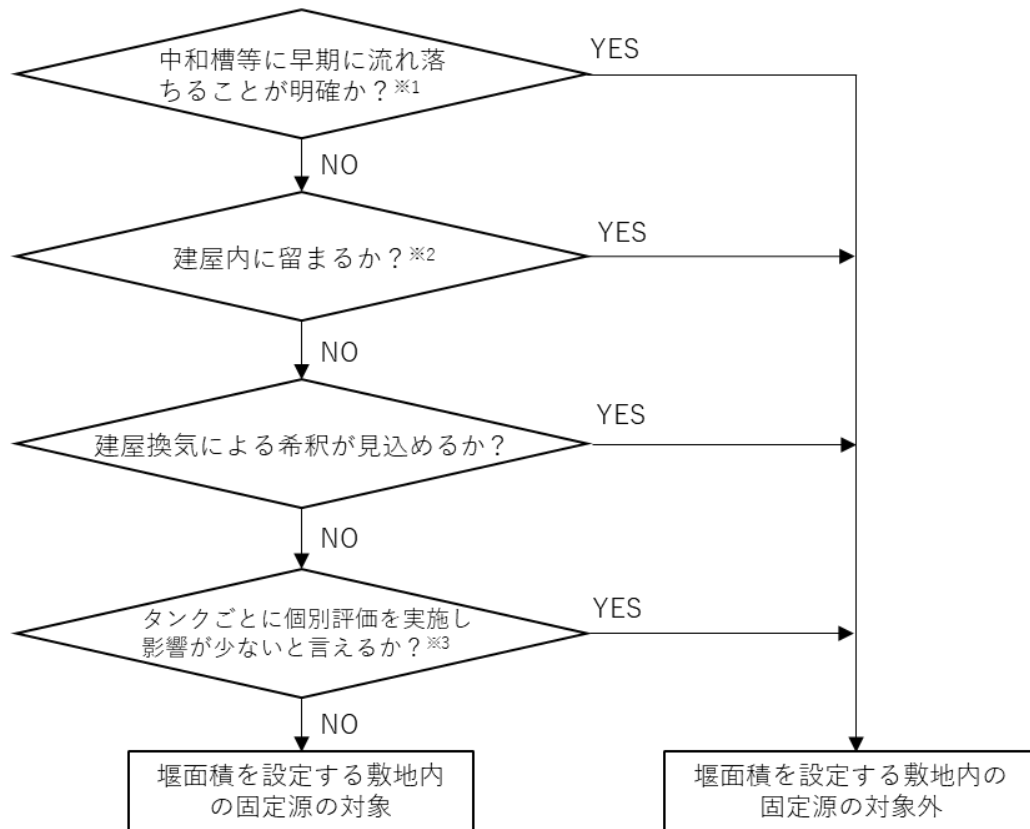 中和槽等に早期に流れ落
ちることが明確か？※1
YES
NO
建屋内に留まるか？※2
YES
NO
建屋換気による希釈が見込めるか？
YES
NO
タンクごとに個別評価を実施し
影響が少ないと言えるか？※3
YES
NO
堰面積を設定する敷地内
の固定源の対象
堰面積を設定する敷地内の
固定源の対象外